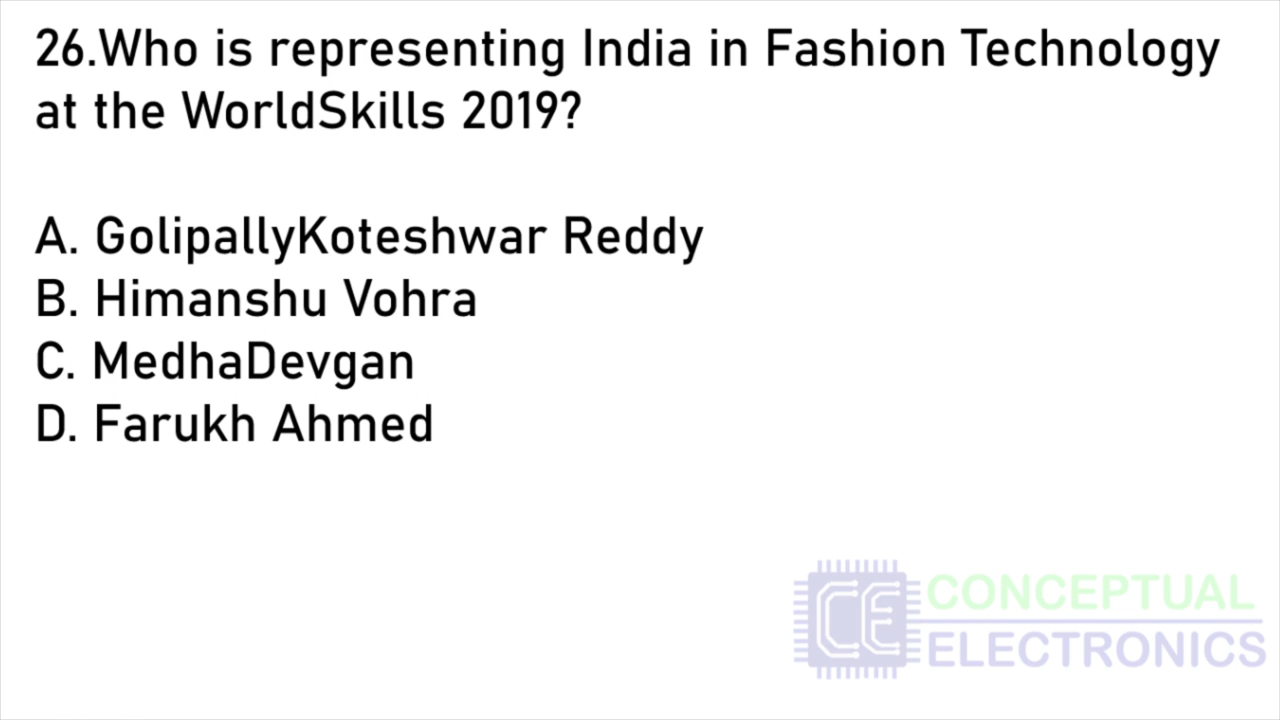 26.Who is representing India in Fashion Technology
at the WorldSkills 2019?
A. GolipallyKoteshwar Reddy
B. Himanshu Vohra
C. MedhaDevgan
D. Farukh Ahmed
CE CONCEPTUAL
ELECTRONICS